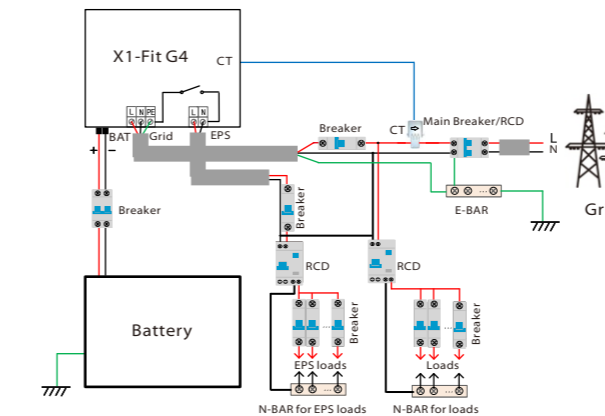 X1-Fit G4
CT
L N PE
L N
BAT
Grid
EPS
+ −
Breaker
CT
Main Breaker/RCD
L
N
Breaker
Breaker
E-BAR
Gr
RCD
RCD
Battery
Breaker
Breaker
EPS loads
Loads
N-BAR for EPS loads
N-BAR for loads